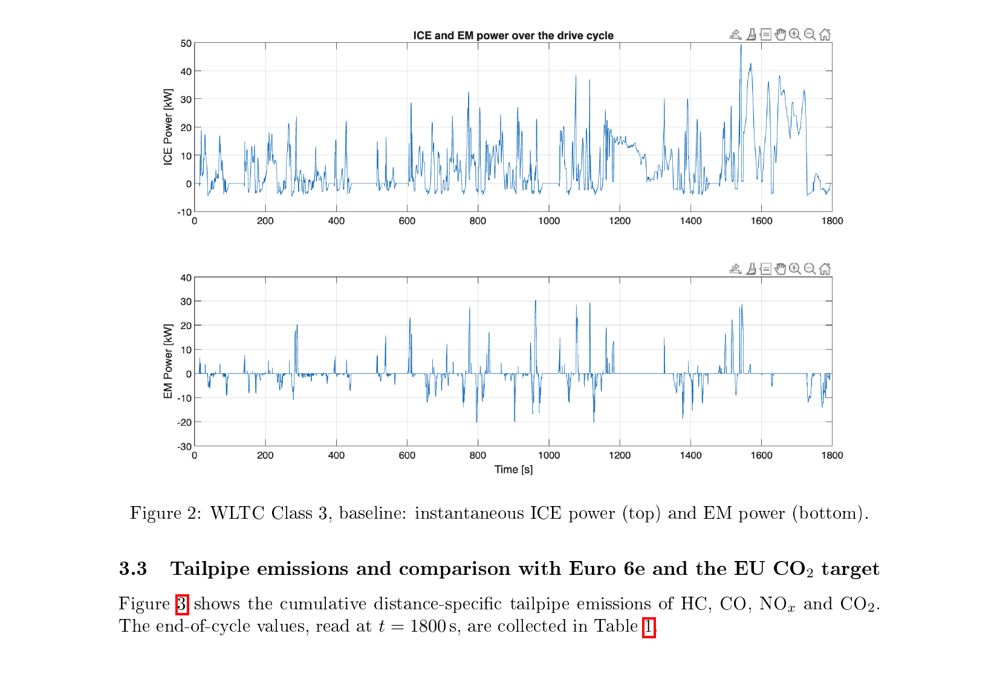 ICE and EM power over the drive cycle
50
40
30
20
10
0
-10
ICE Power [kW]
0 200 400 600 800 1000 1200 1400 1600 1800
40
30
20
10
0
-10
-20
-30
EM Power [kW]
0 200 400 600 800 1000 1200 1400 1600 1800
Time [s]
Figure 2: WLTC Class 3, baseline: instantaneous ICE power (top) and EM power (bottom).
3.3 Tailpipe emissions and comparison with Euro 6e and the EU CO₂ target
Figure 3 shows the cumulative distance-specific tailpipe emissions of HC, CO, NOₓ and CO₂.
The end-of-cycle values, read at t = 1800 s, are collected in Table 1.